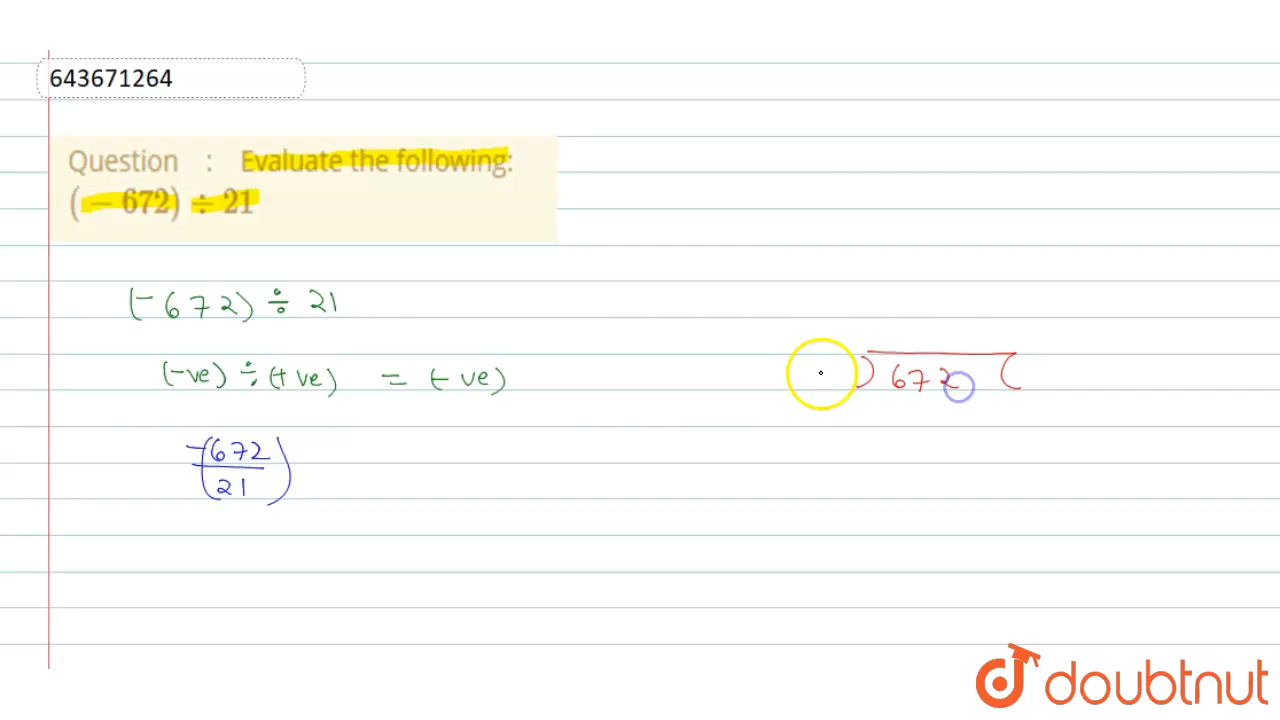 643671264
Question : Evaluate the following:
(−672) ÷ 21
(-672) ÷ 21
(-ve) ÷ (+ve) = (-ve)
-(672
21)
) 672 (
doubtnut